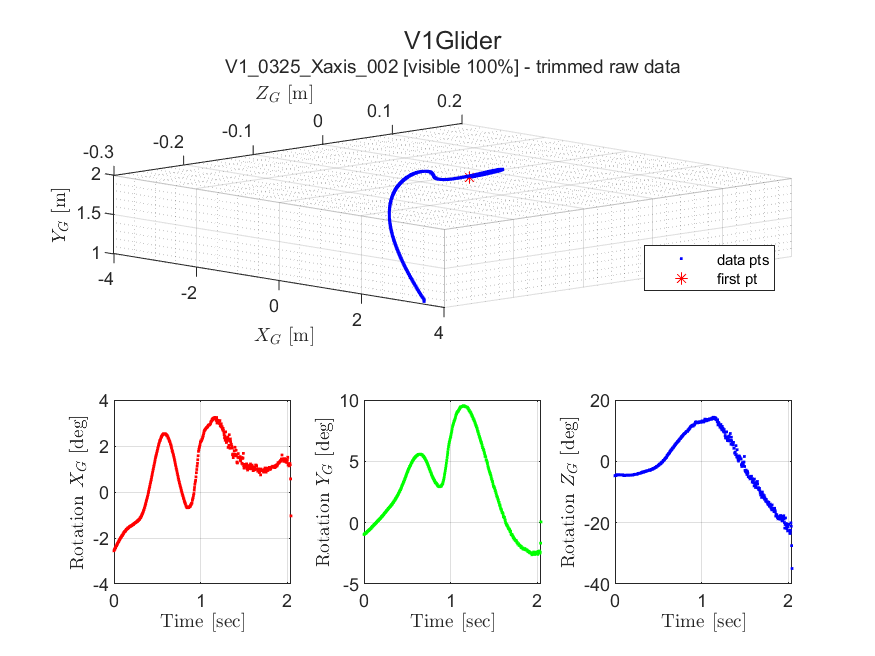 V1Glider
V1_0325_Xaxis_002 [visible 100%] - trimmed raw data
Z_G [m]
-0.3 -0.2 -0.1 0 0.1 0.2
Y_G [m]
2
1.5
1
-4 -2 0 2 4
X_G [m]
data pts
first pt
Rotation X_G [deg]
4
2
0
-2
-4
0 1 2
Time [sec]
Rotation Y_G [deg]
10
5
0
-5
0 1 2
Time [sec]
Rotation Z_G [deg]
20
0
-20
-40
0 1 2
Time [sec]